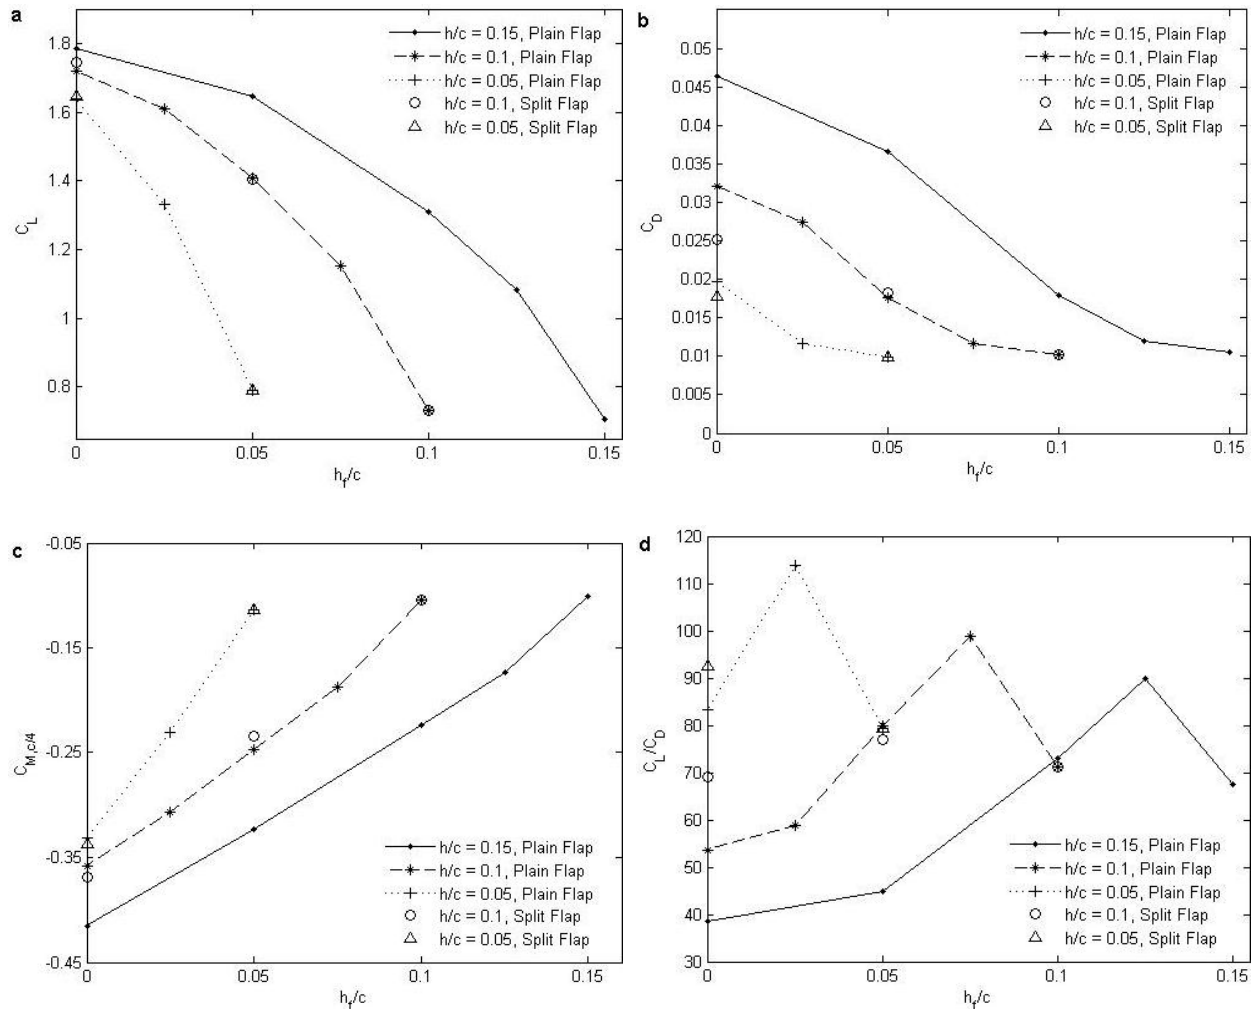 a
h/c = 0.15, Plain Flap
h/c = 0.1, Plain Flap
h/c = 0.05, Plain Flap
h/c = 0.1, Split Flap
h/c = 0.05, Split Flap
1.8
1.6
1.4
1.2
1
0.8
C_L
0
0.05
0.1
0.15
h_f/c
b
h/c = 0.15, Plain Flap
h/c = 0.1, Plain Flap
h/c = 0.05, Plain Flap
h/c = 0.1, Split Flap
h/c = 0.05, Split Flap
0.05
0.045
0.04
0.035
0.03
0.025
0.02
0.015
0.01
0.005
0
C_D
0
0.05
0.1
0.15
h_f/c
c
-0.05
-0.15
-0.25
-0.35
-0.45
C_M,c/4
h/c = 0.15, Plain Flap
h/c = 0.1, Plain Flap
h/c = 0.05, Plain Flap
h/c = 0.1, Split Flap
h/c = 0.05, Split Flap
0
0.05
0.1
0.15
h_f/c
d
120
110
100
90
80
70
60
50
40
30
C_L/C_D
h/c = 0.15, Plain Flap
h/c = 0.1, Plain Flap
h/c = 0.05, Plain Flap
h/c = 0.1, Split Flap
h/c = 0.05, Split Flap
0
0.05
0.1
0.15
h_f/c